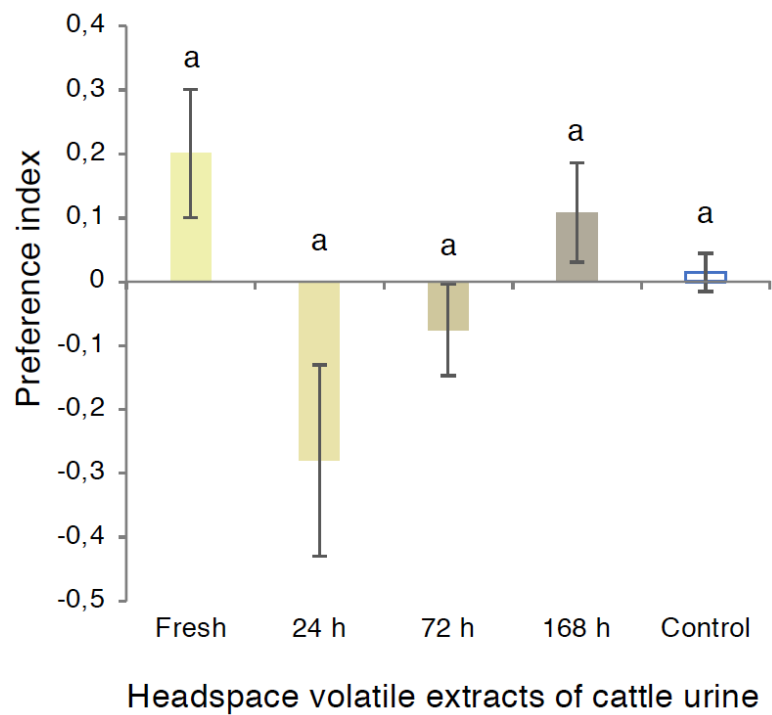 0,4
a
0,3
a
0,2
0,1
a
a
a
0
-0,1
-0,2
-0,3
-0,4
-0,5
Preference index
Fresh 24 h 72 h 168 h Control
Headspace volatile extracts of cattle urine